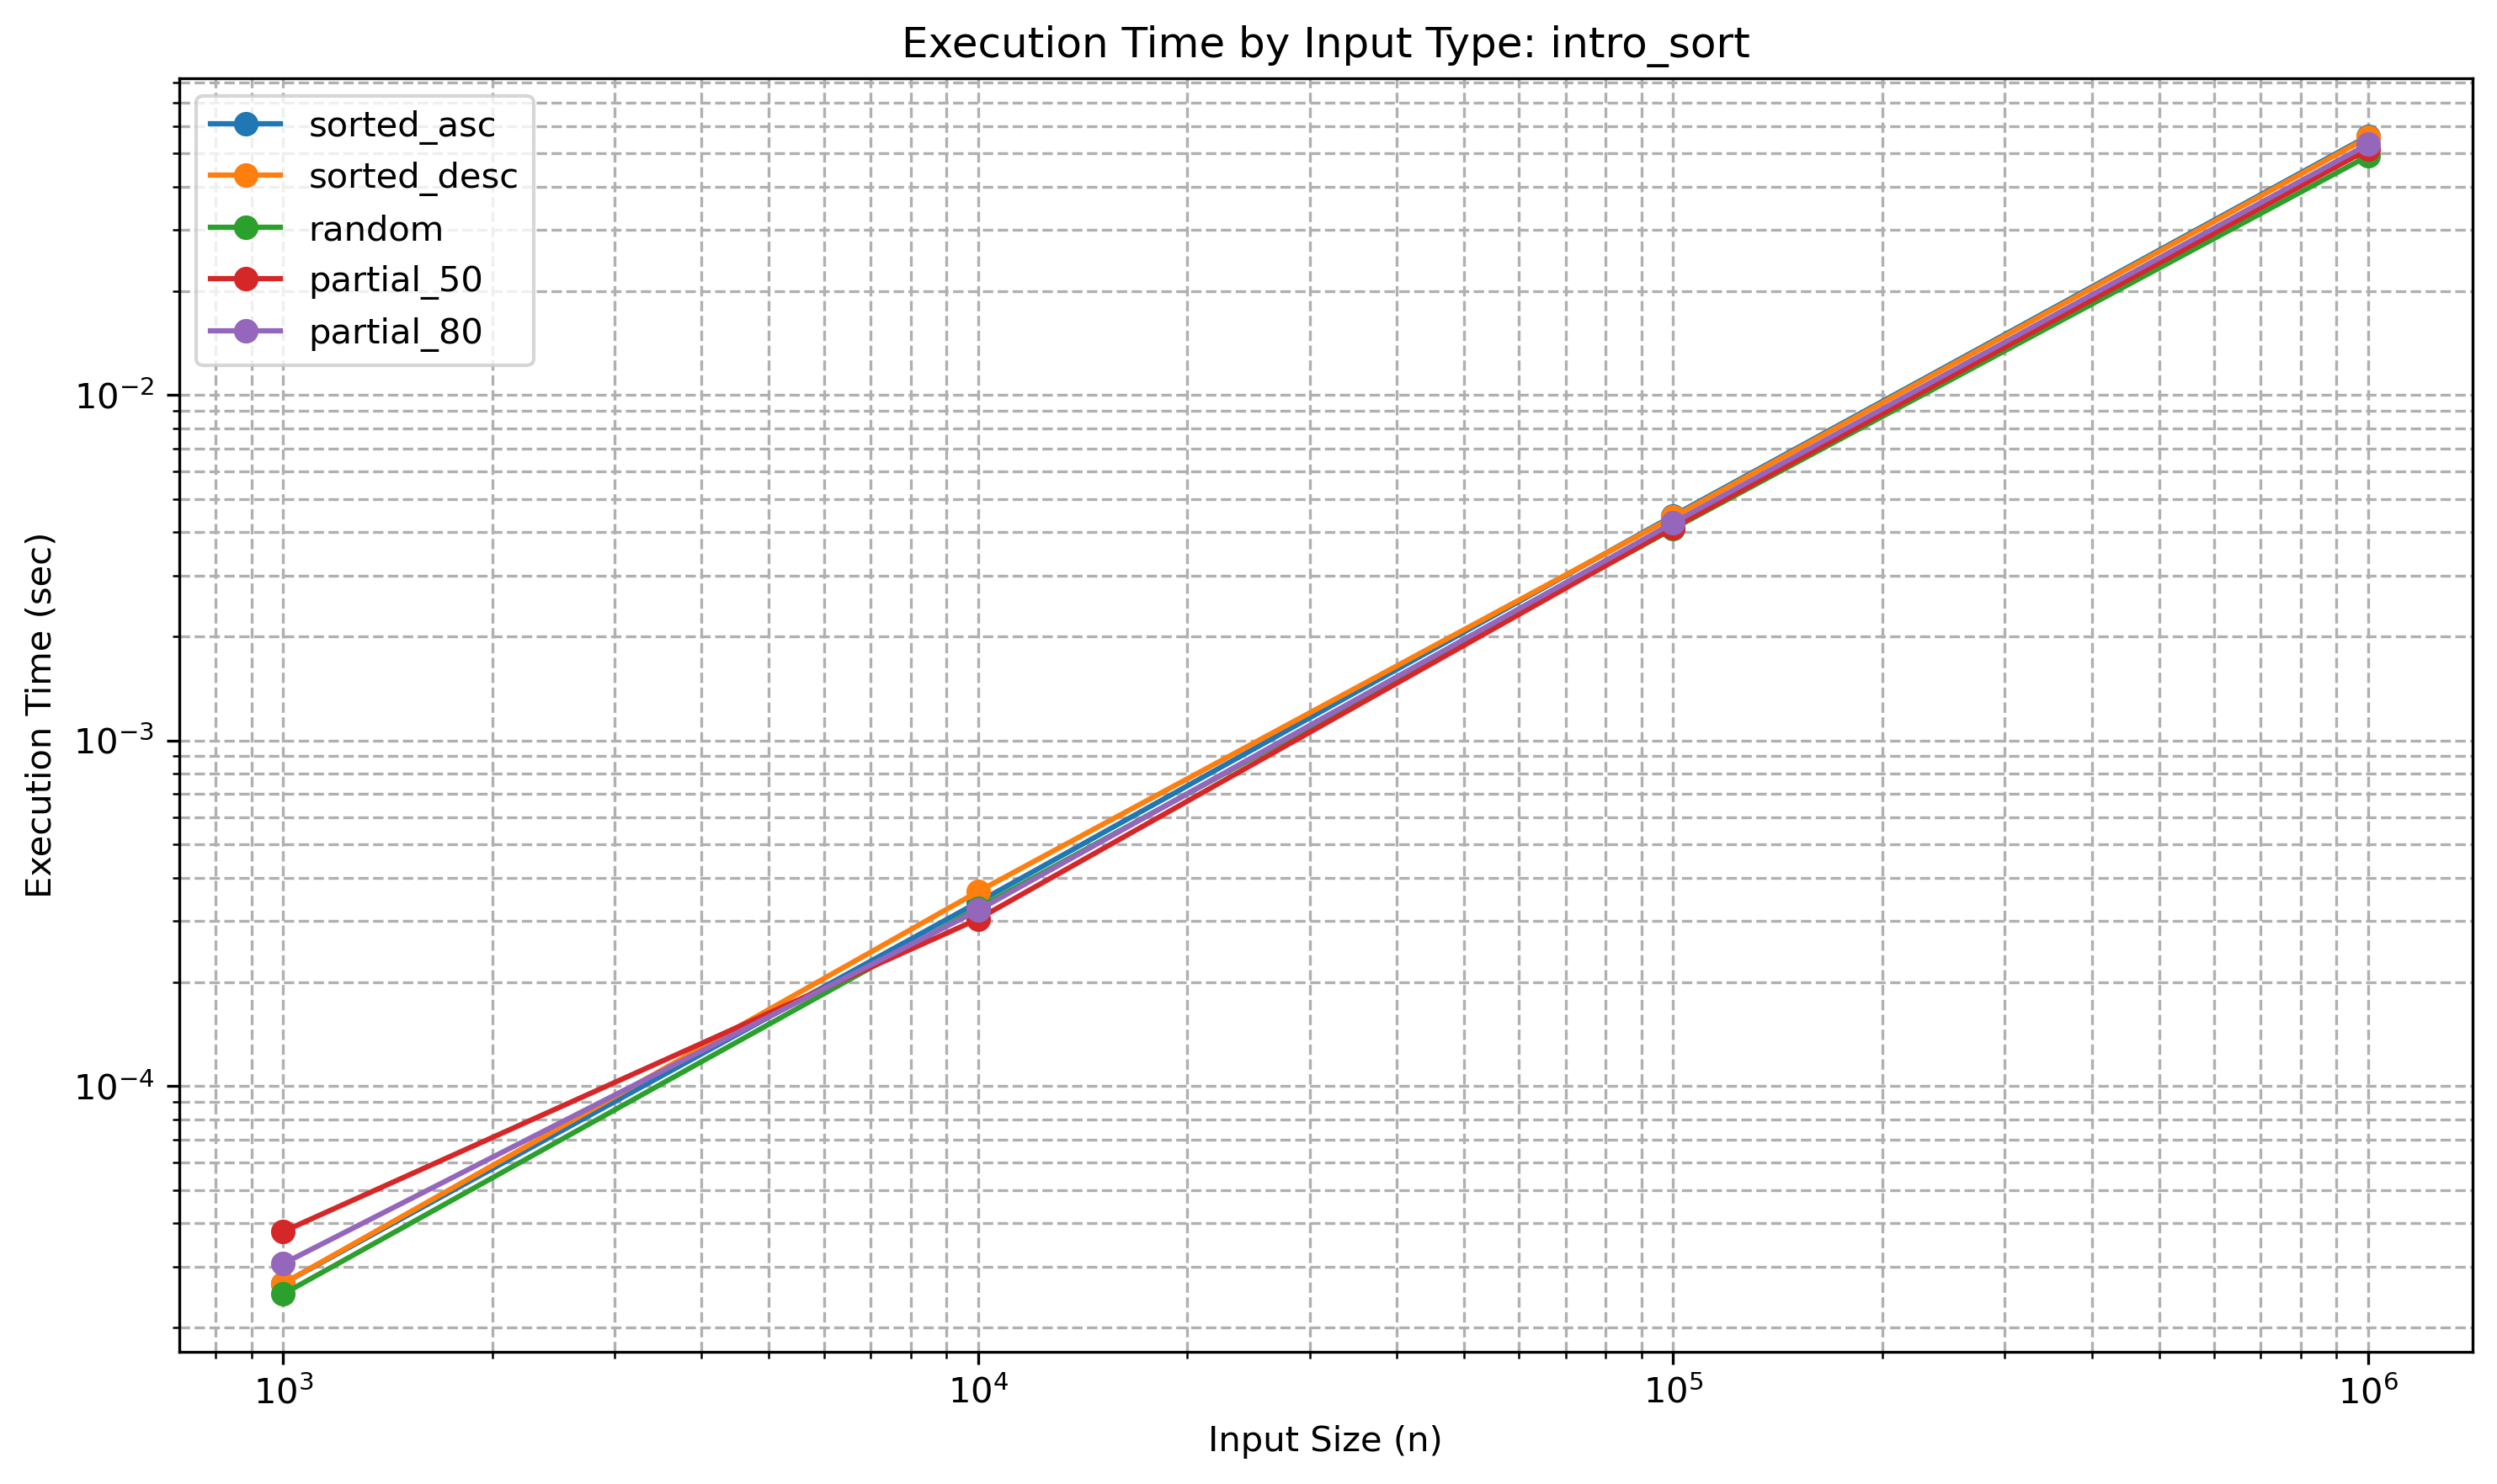 Execution Time by Input Type: intro_sort
sorted_asc
sorted_desc
random
partial_50
partial_80
10⁻²
10⁻³
10⁻⁴
Execution Time (sec)
10³ 10⁴ 10⁵ 10⁶
Input Size (n)